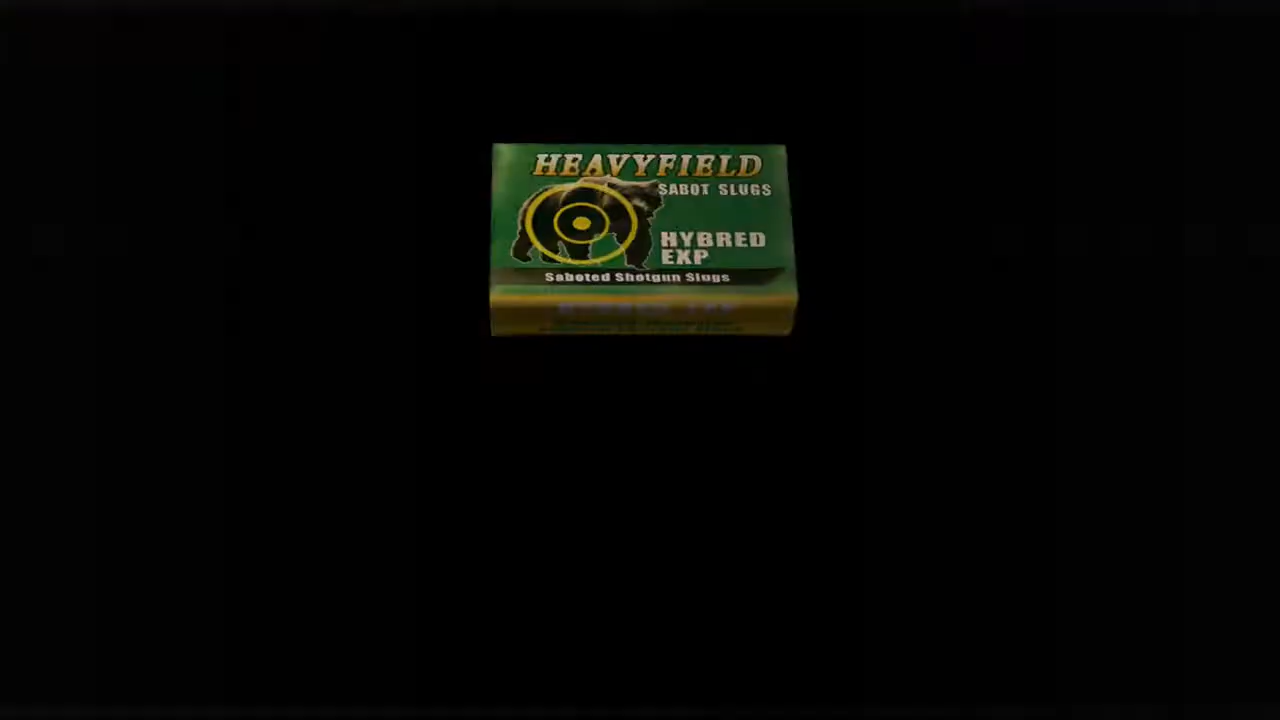 HEAVYFIELD
SABOT SLUGS
HYBRED
EXP
Saboted Shotgun Slugs